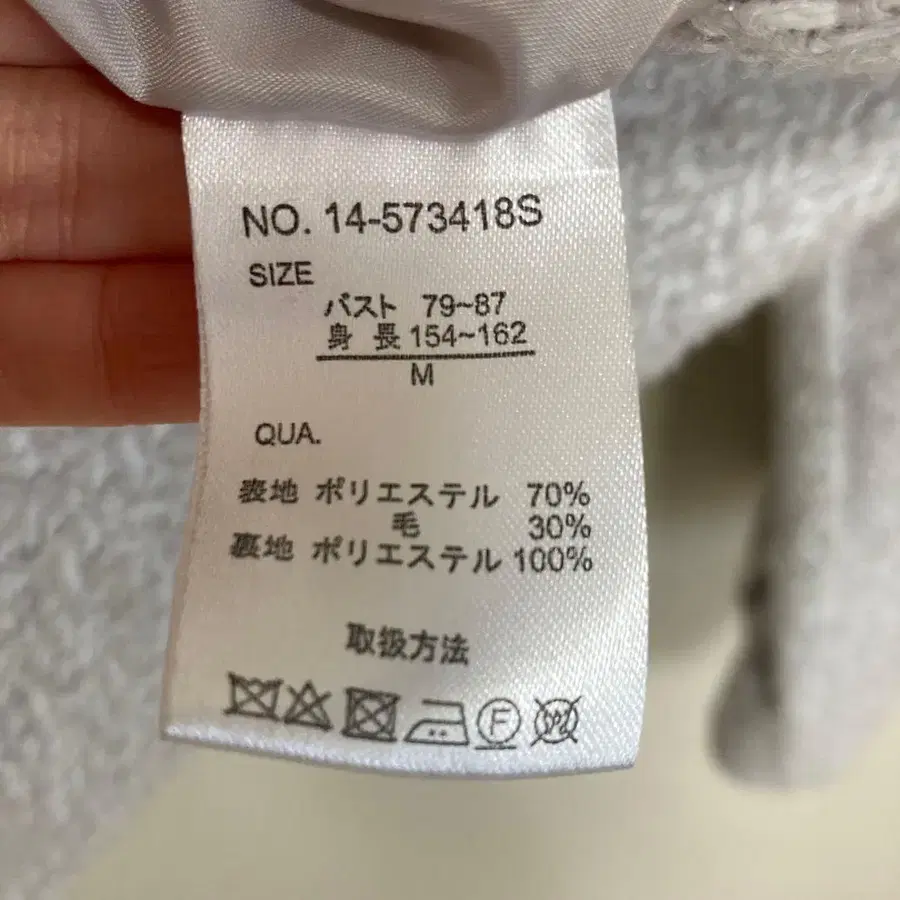 NO. 14-573418S
SIZE
バスト 79~87
身長 154~162
M
QUA.
表地 ポリエステル 70%
毛 30%
裏地 ポリエステル 100%
取扱方法
F
W